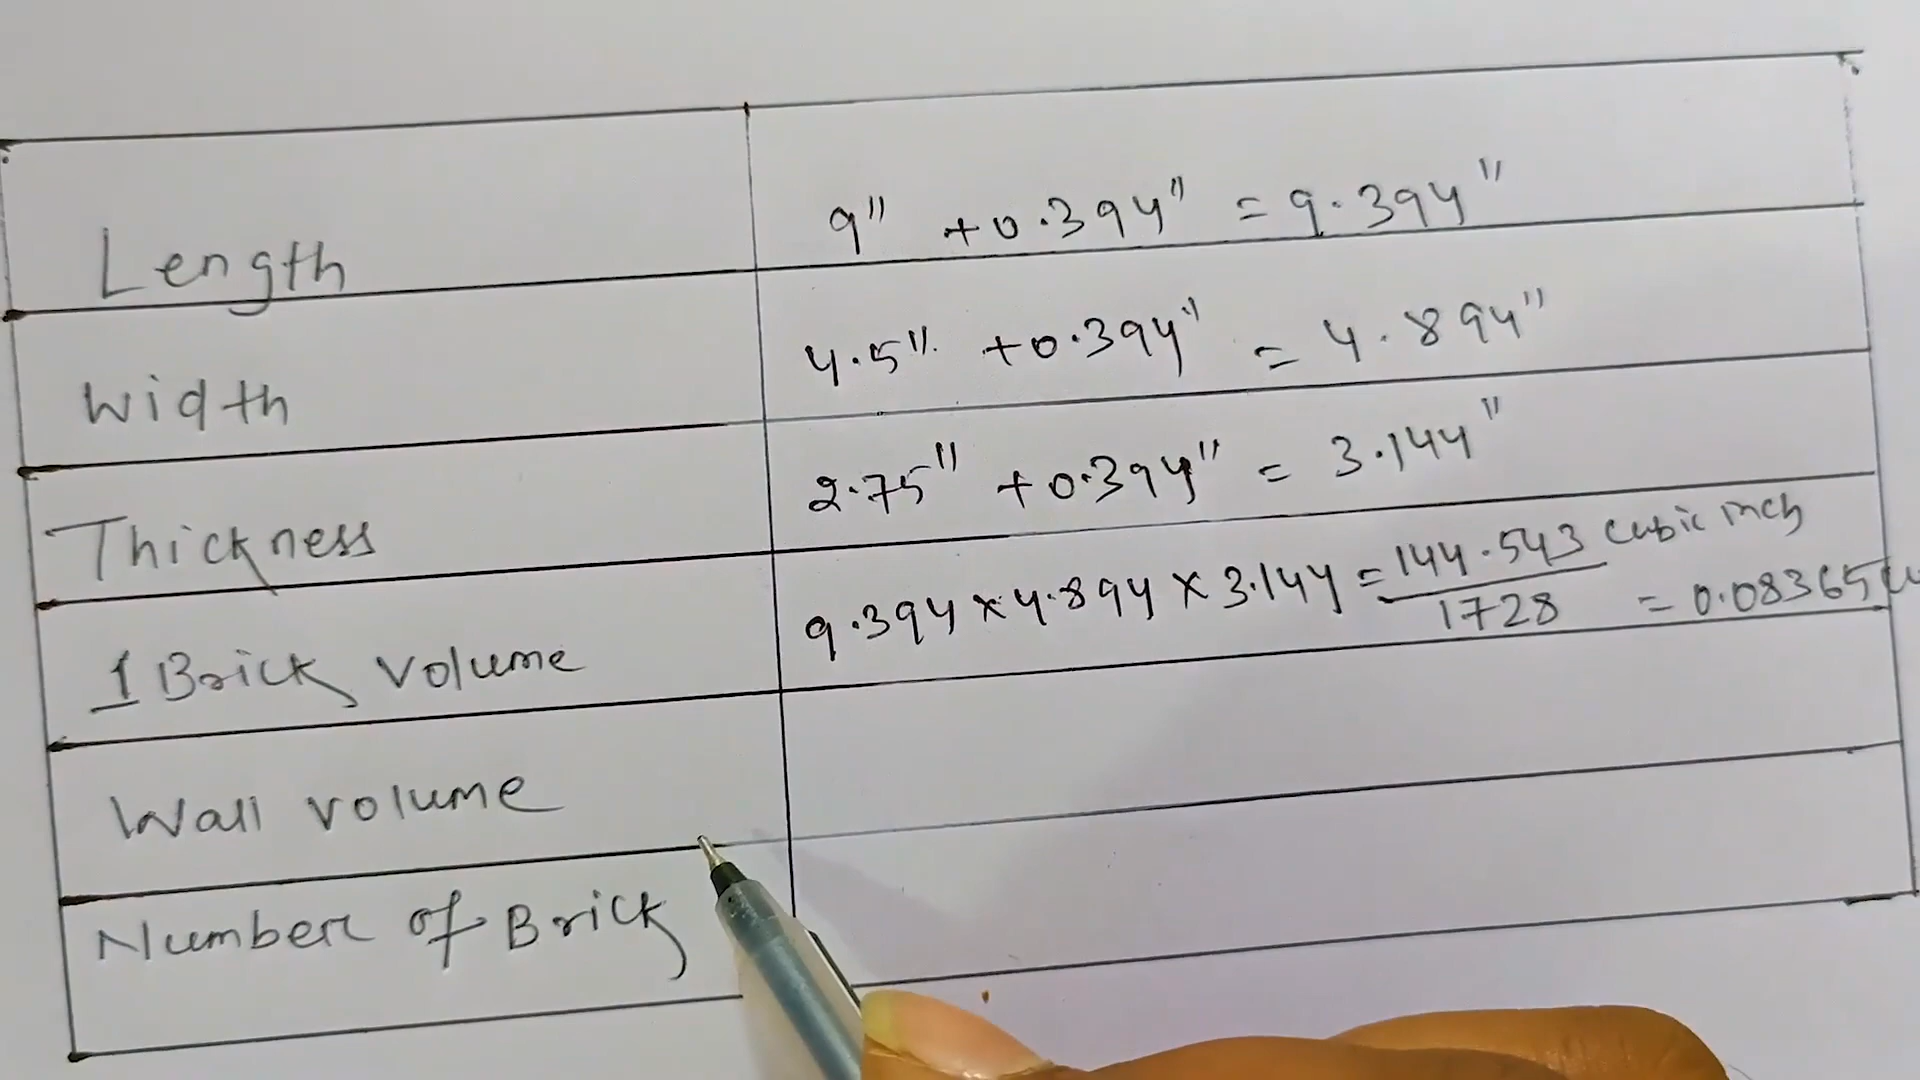 Length 9" + 0.394" = 9.394"
Width 4.5" + 0.394" = 4.894"
Thickness 2.75" + 0.394" = 3.144"
1 Brick volume 9.394 x 4.894 x 3.144 = 144.543 cubic inch / 1728 = 0.08365
Wall volume
Number of Brick